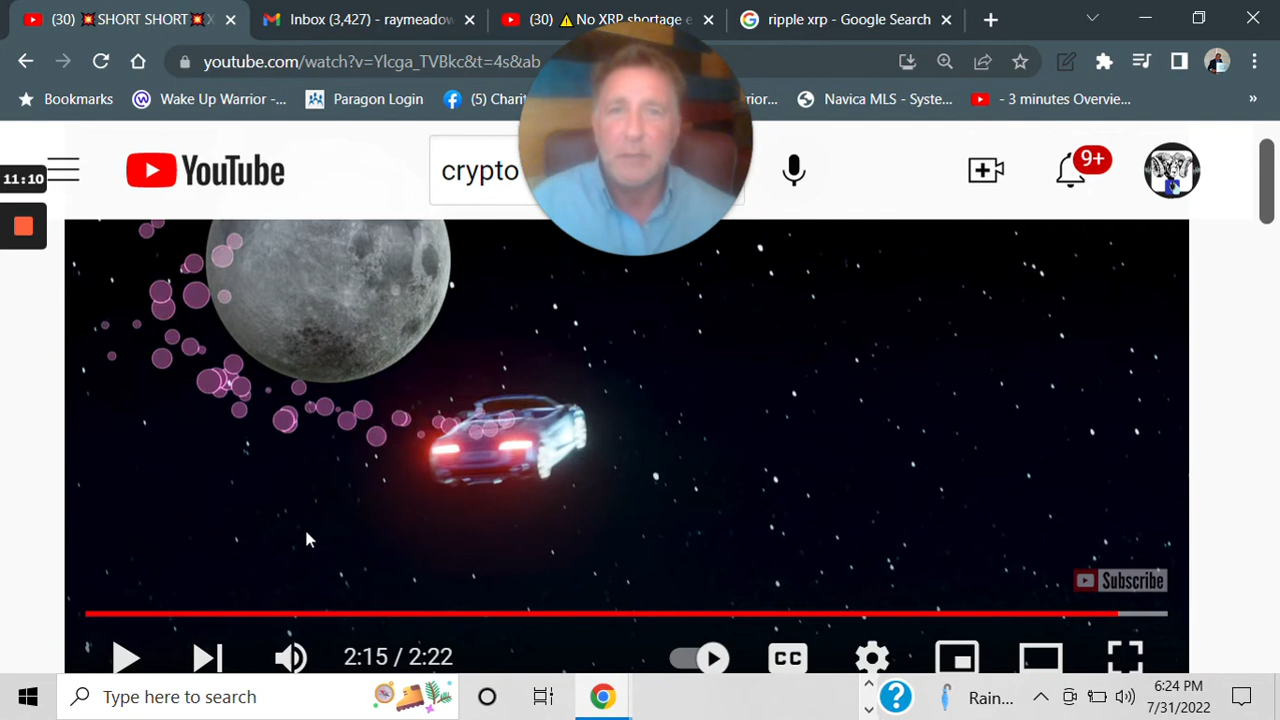 (30) 💥SHORT SHORT💥X
Inbox (3,427) - raymeadow
(30) ⚠No XRP shortage e
ripple xrp - Google Search
youtube.com/watch?v=Ylcga_TVBkc&t=4s&ab
Bookmarks
Wake Up Warrior - ...
Paragon Login
(5) Charit
rrior...
Navica MLS - Syste...
- 3 minutes Overvie...
»
11:10
YouTube
crypto
9+
Subscribe
2:15 / 2:22
CC
Type here to search
Rain...
6:24 PM
7/31/2022